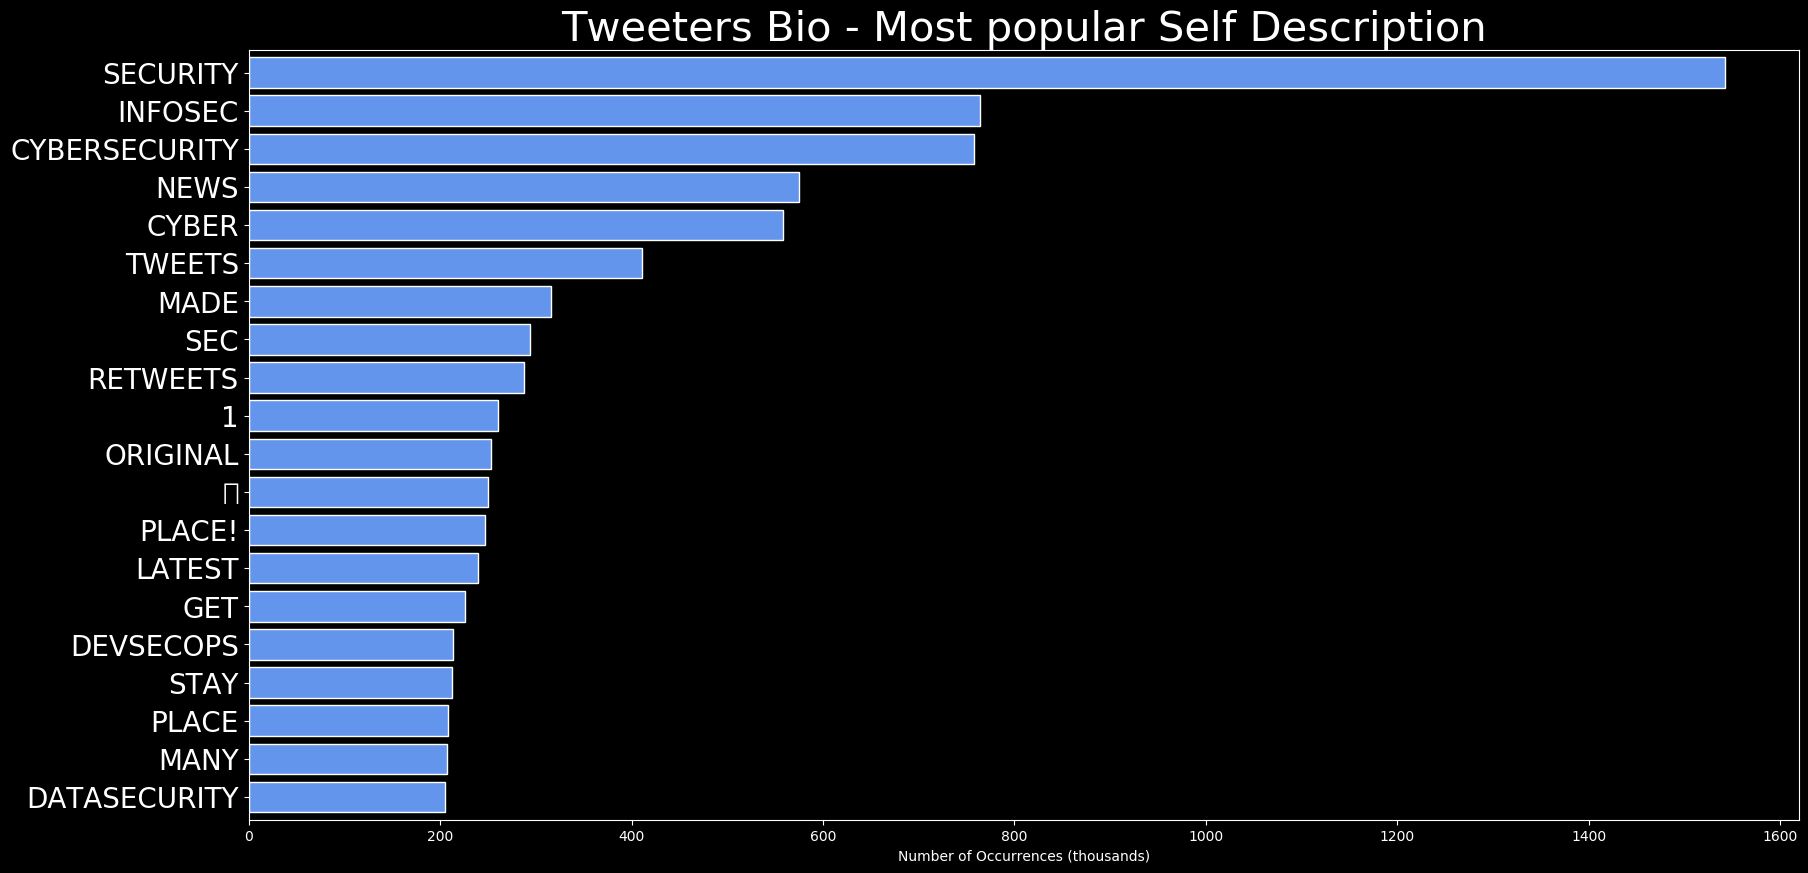 Tweeters Bio - Most popular Self Description
SECURITY
INFOSEC
CYBERSECURITY
NEWS
CYBER
TWEETS
MADE
SEC
RETWEETS
1
ORIGINAL
PLACE!
LATEST
GET
DEVSECOPS
STAY
PLACE
MANY
DATASECURITY
0 200 400 600 800 1000 1200 1400 1600
Number of Occurrences (thousands)